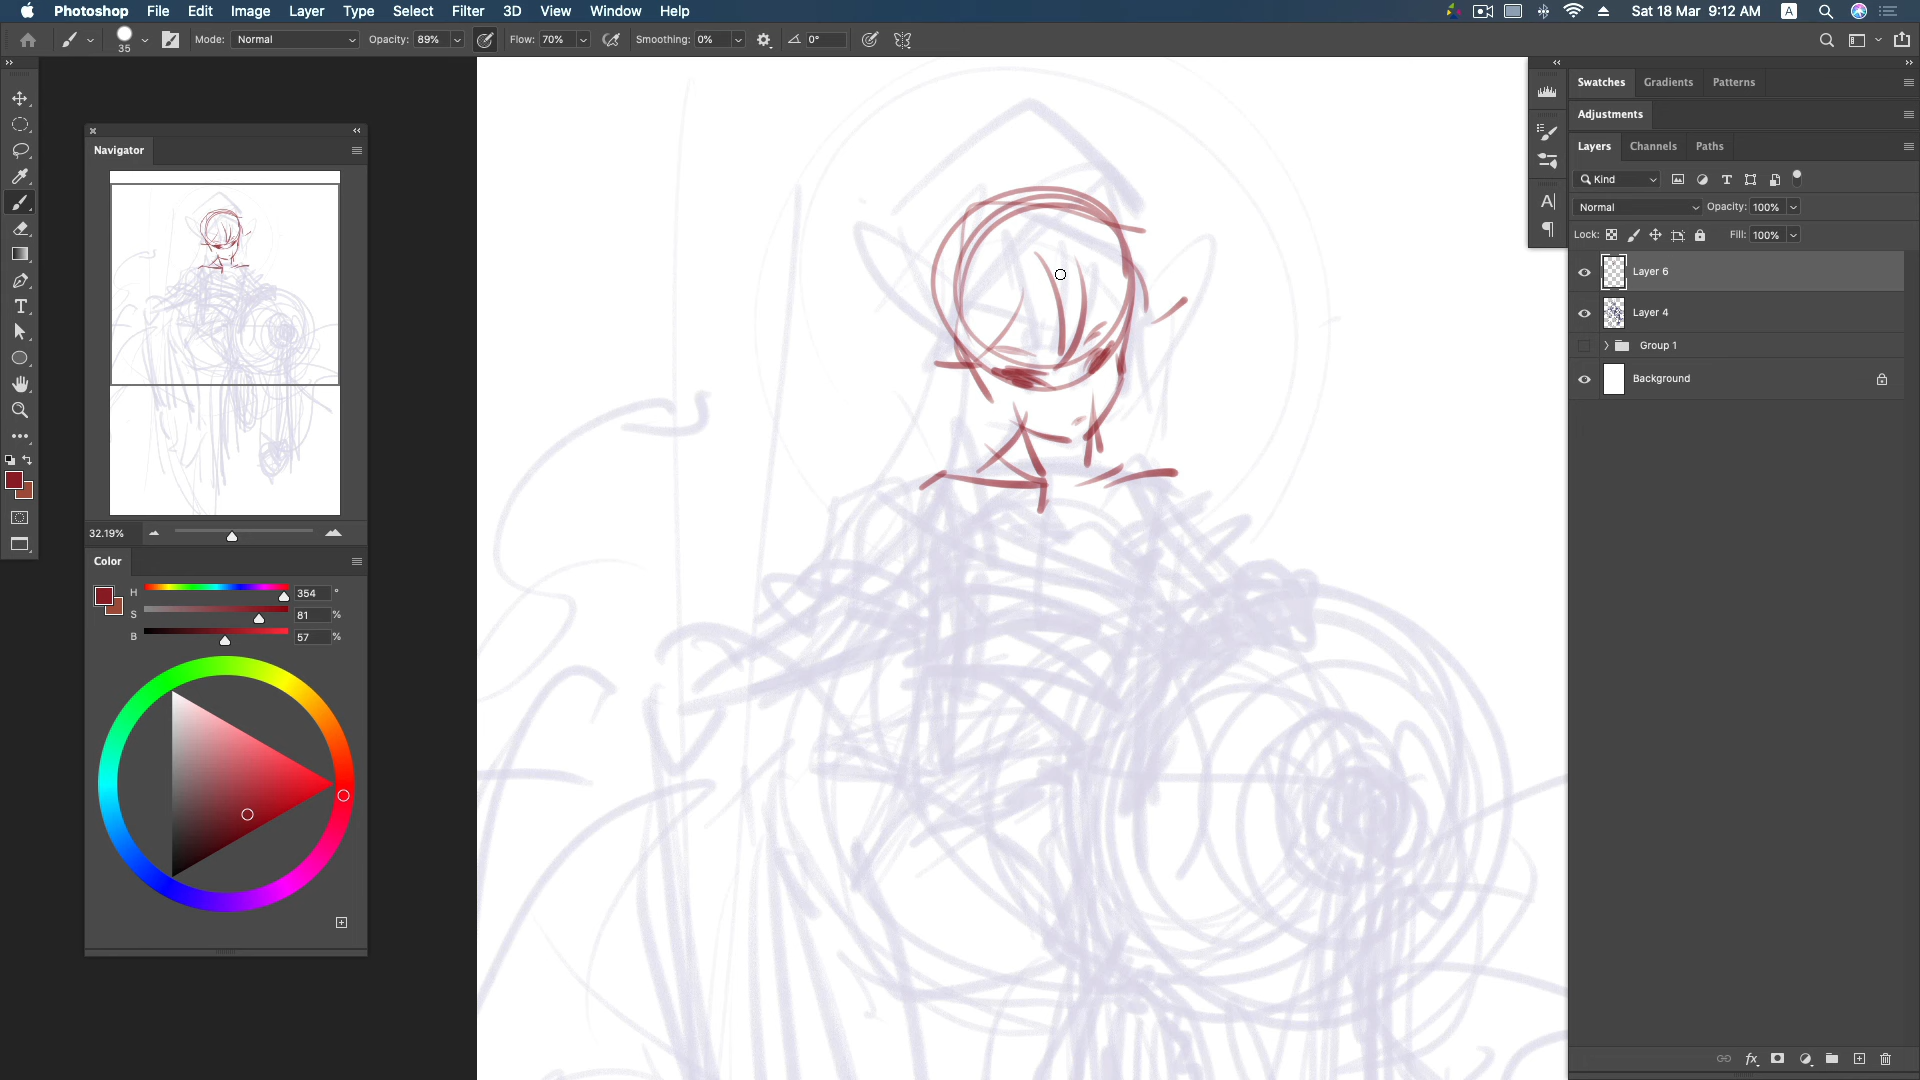 Photoshop File Edit Image Layer Type Select Filter 3D View Window Help Sat 18 Mar 9:12 AM A
35 Mode: Normal Opacity: 89% Flow: 70% Smoothing: 0% 0°
Navigator
32.19%
Color
H 354 °
S 81 %
B 57 %
Swatches Gradients Patterns
Adjustments
Layers Channels Paths
Kind
Normal Opacity: 100%
Lock: Fill: 100%
Layer 6
Layer 4
Group 1
Background
fx